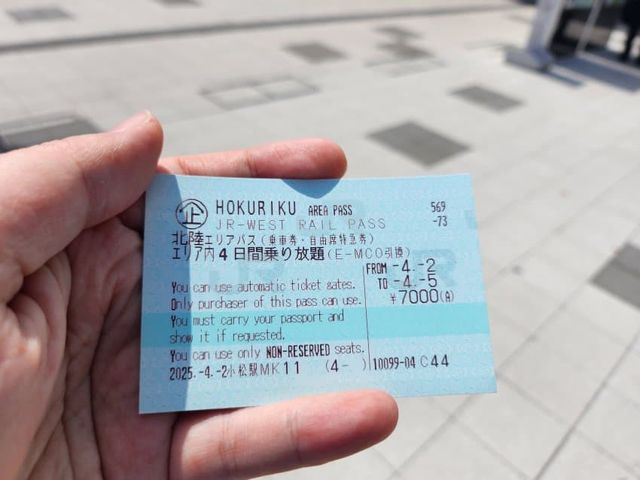 企 HOKURIKU AREA PASS 569
JR-WEST RAIL PASS -73
北陸エリアパス(乗車券・自由席特急券)
エリア内4日間乗り放題(E-MCO引換)
FROM -4.-2
You can use automatic ticket gates. TO -4.-5
Only purchaser of this pass can use. ¥7000(A)
You must carry your passport and
show it if requested.
You can use only NON-RESERVED seats.
2025.-4.-2小松駅MK11 (4- ) 10099-04 C44